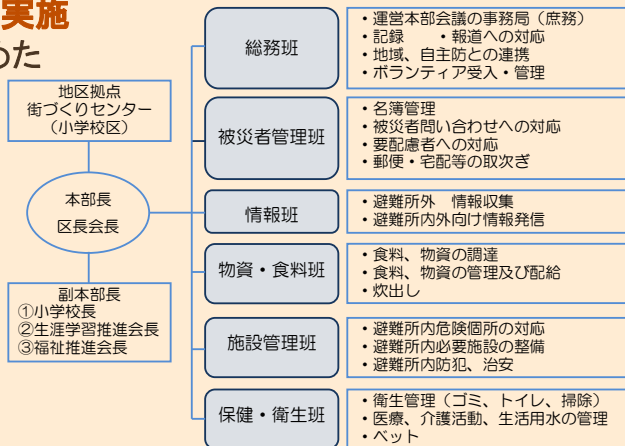 実施
めた
地区拠点
街づくりセンター
（小学校区）
本部長
区長会長
副本部長
①小学校長
②生涯学習推進会長
③福祉推進会長
総務班
・運営本部会議の事務局（庶務）
・記録　・報道への対応
・地域、自主防との連携
・ボランティア受入・管理
被災者管理班
・名簿管理
・被災者問い合わせへの対応
・要配慮者への対応
・郵便・宅配等の取次ぎ
情報班
・避難所外　情報収集
・避難所内外向け情報発信
物資・食料班
・食料、物資の調達
・食料、物資の管理及び配給
・炊出し
施設管理班
・避難所内危険個所の対応
・避難所内必要施設の整備
・避難所内防犯、治安
保健・衛生班
・衛生管理（ゴミ、トイレ、掃除）
・医療、介護活動、生活用水の管理
・ペット